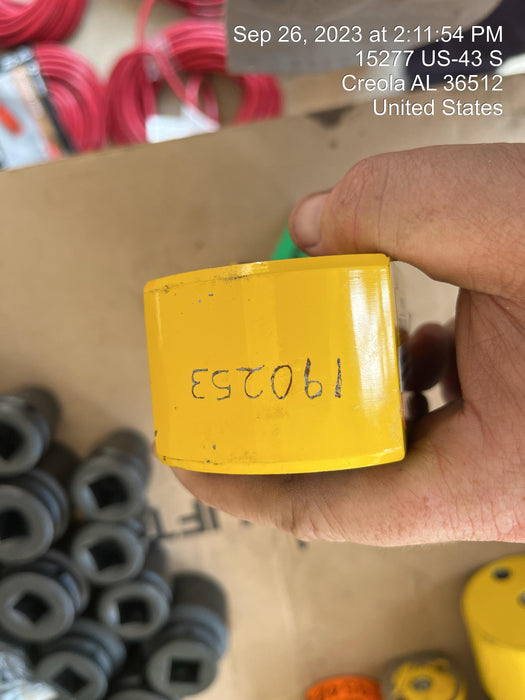 Sep 26, 2023 at 2:11:54 PM
15277 US-43 S
Creola AL 36512
United States
190253